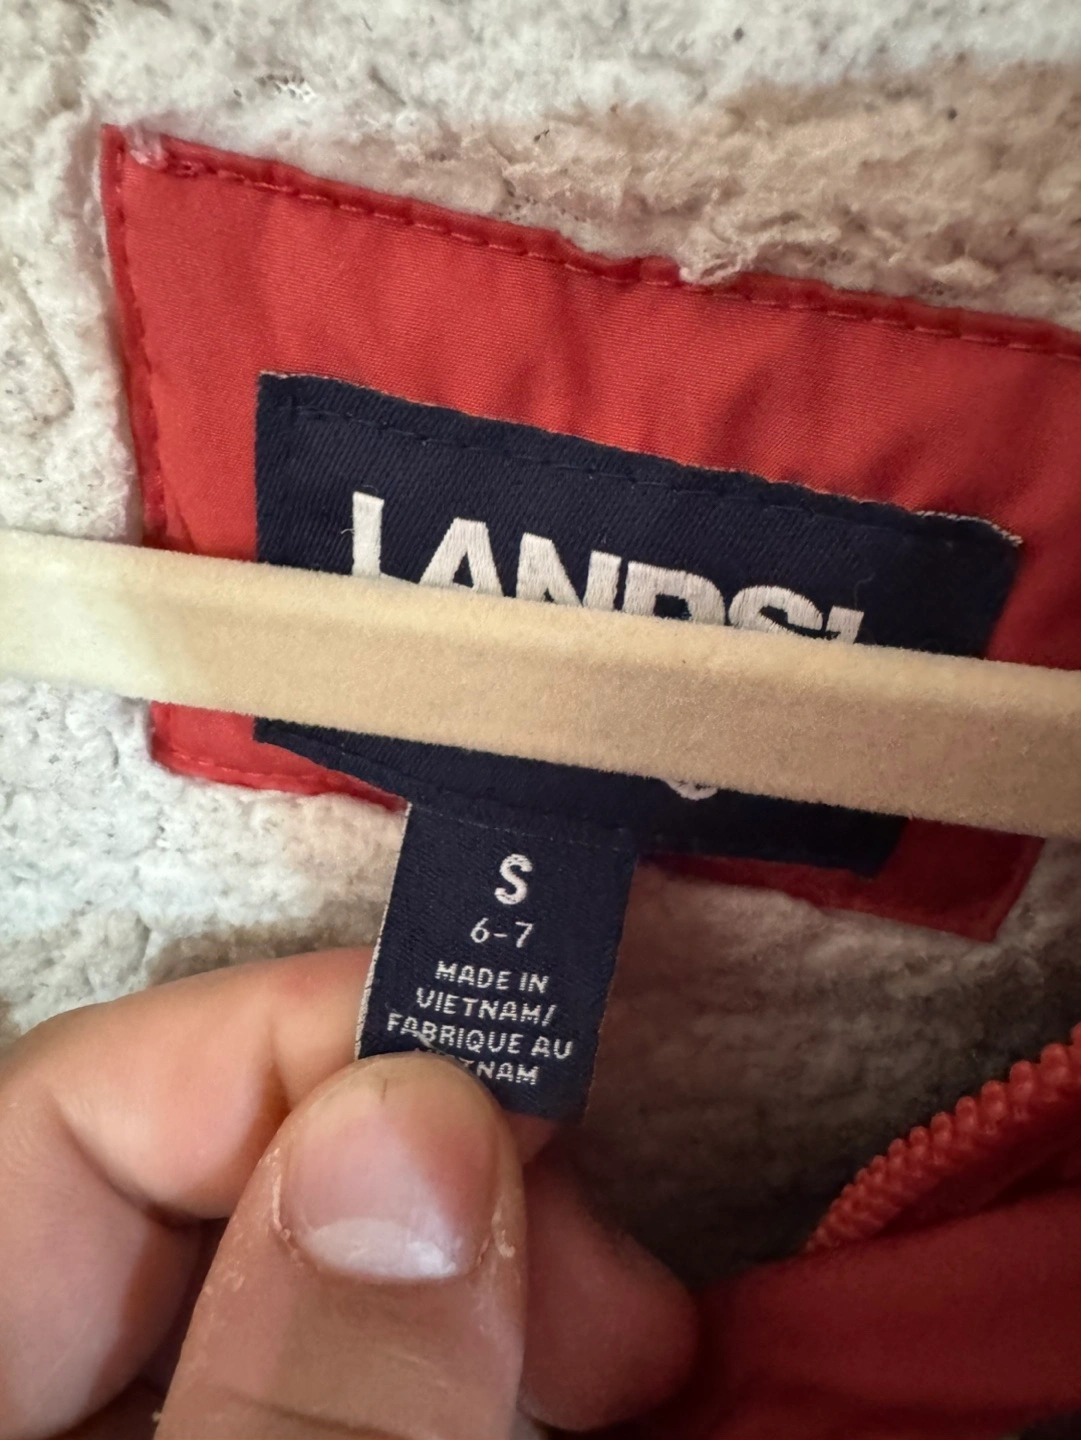 LANDS'
S
6-7
MADE IN
VIETNAM/
FABRIQUE AU